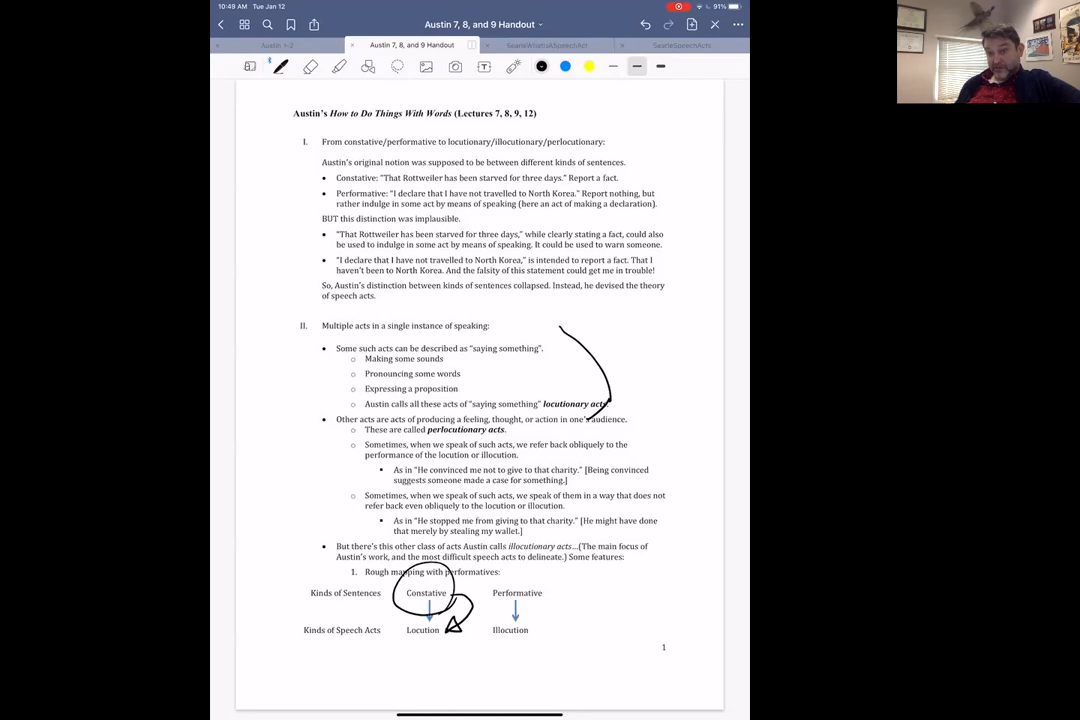 10:49 AM Tue Jan 12
91%
Austin 7, 8, and 9 Handout
Austin 1-2
Austin 7, 8, and 9 Handout
SearleWhatIsASpeechAct
SearleSpeechActs
Austin's How to Do Things With Words (Lectures 7, 8, 9, 12)
I. From constative/performative to locutionary/illocutionary/perlocutionary:
Austin's original notion was supposed to be between different kinds of sentences.
• Constative: "That Rottweiler has been starved for three days." Report a fact.
• Performative: "I declare that I have not travelled to North Korea." Report nothing, but
rather indulge in some act by means of speaking (here an act of making a declaration).
BUT this distinction was implausible.
• "That Rottweiler has been starved for three days," while clearly stating a fact, could also
be used to indulge in some act by means of speaking. It could be used to warn someone.
• "I declare that I have not travelled to North Korea," is intended to report a fact. That I
haven't been to North Korea. And the falsity of this statement could get me in trouble!
So, Austin's distinction between kinds of sentences collapsed. Instead, he devised the theory
of speech acts.
II. Multiple acts in a single instance of speaking:
• Some such acts can be described as "saying something".
o Making some sounds
o Pronouncing some words
o Expressing a proposition
o Austin calls all these acts of "saying something" locutionary acts.
• Other acts are acts of producing a feeling, thought, or action in one's audience.
o These are called perlocutionary acts.
o Sometimes, when we speak of such acts, we refer back obliquely to the
performance of the locution or illocution.
▪ As in "He convinced me not to give to that charity." [Being convinced
suggests someone made a case for something.]
o Sometimes, when we speak of such acts, we speak of them in a way that does not
refer back even obliquely to the locution or illocution.
▪ As in "He stopped me from giving to that charity." [He might have done
that merely by stealing my wallet.]
• But there's this other class of acts Austin calls illocutionary acts…(The main focus of
Austin's work, and the most difficult speech acts to delineate.) Some features:
1. Rough mapping with performatives:
Kinds of Sentences Constative Performative
Kinds of Speech Acts Locution Illocution
1